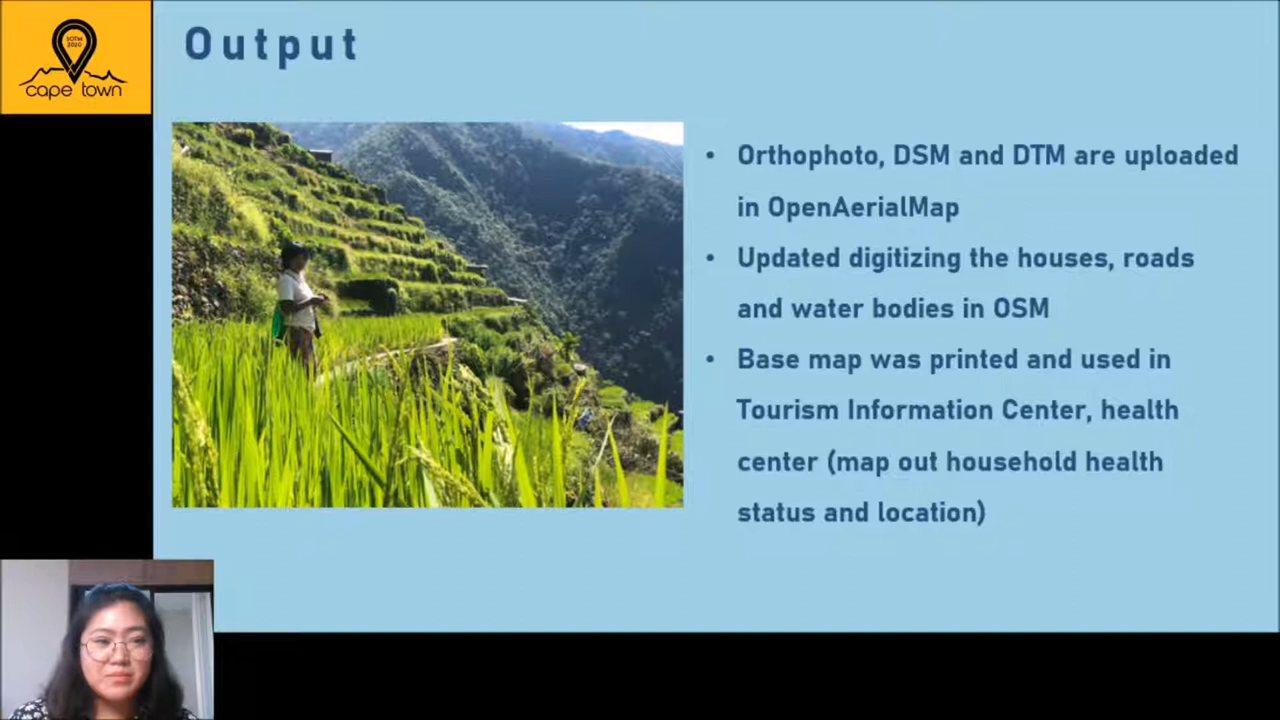 SOTM
2020
cape town
Output
• Orthophoto, DSM and DTM are uploaded
in OpenAerialMap
• Updated digitizing the houses, roads
and water bodies in OSM
• Base map was printed and used in
Tourism Information Center, health
center (map out household health
status and location)